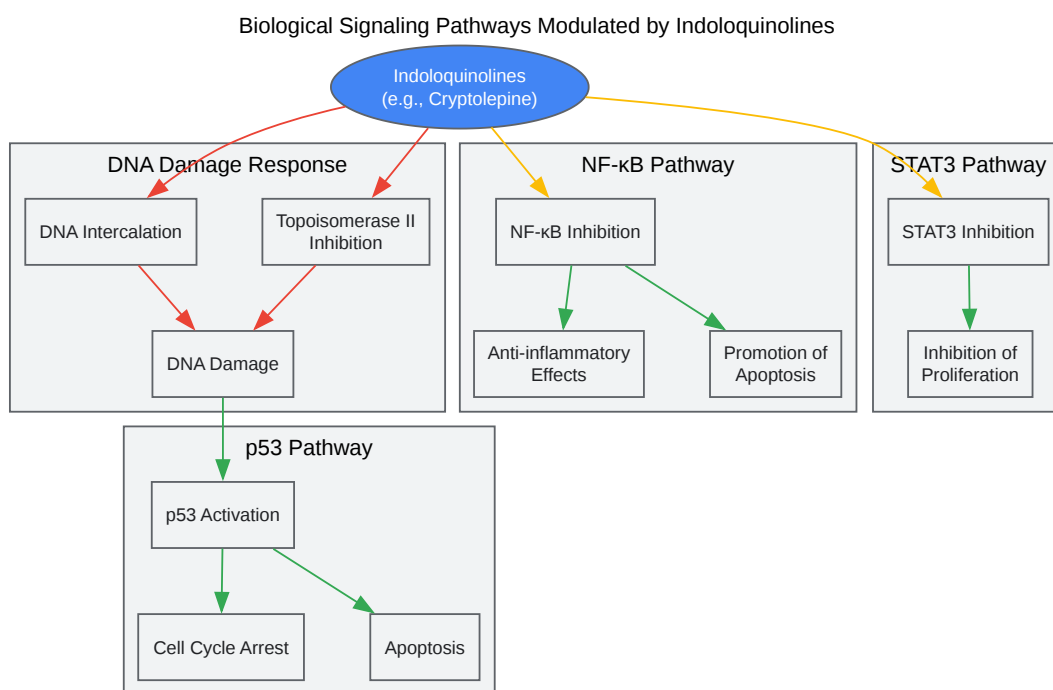 Biological Signaling Pathways Modulated by Indoloquinolines
Indoloquinolines
(e.g., Cryptolepine)
DNA Damage Response
DNA Intercalation
Topoisomerase II
Inhibition
DNA Damage
NF-κB Pathway
NF-κB Inhibition
Anti-inflammatory
Effects
Promotion of
Apoptosis
STAT3 Pathway
STAT3 Inhibition
Inhibition of
Proliferation
p53 Pathway
p53 Activation
Cell Cycle Arrest
Apoptosis